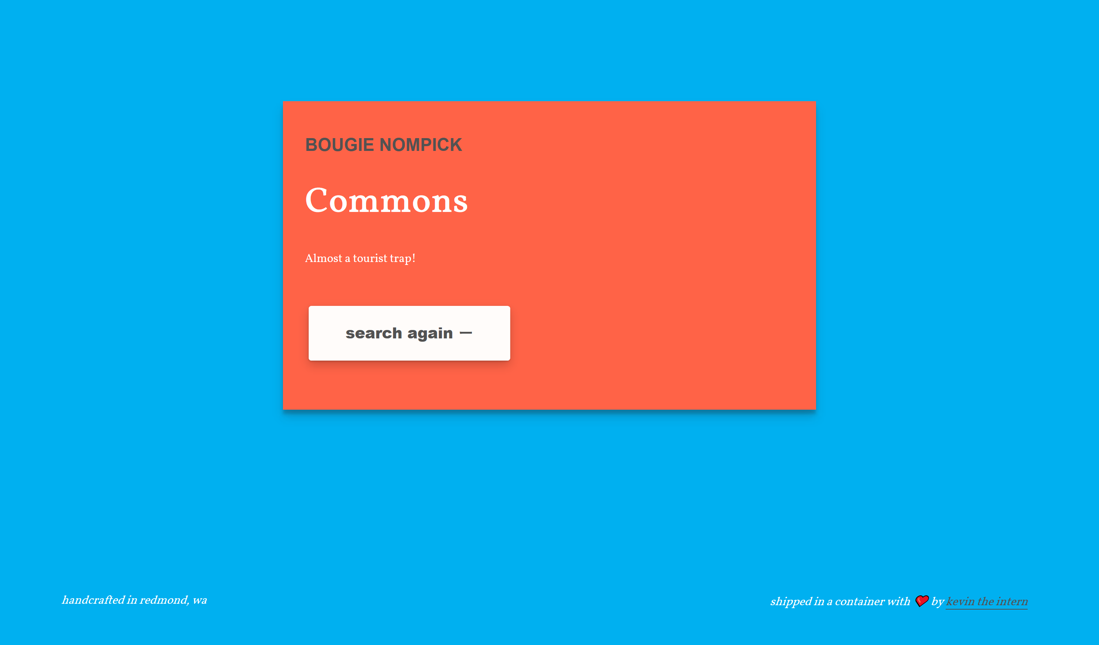 BOUGIE NOMPICK
Commons
Almost a tourist trap!
search again —
handcrafted in redmond, wa
shipped in a container with ❤️ by kevin the intern